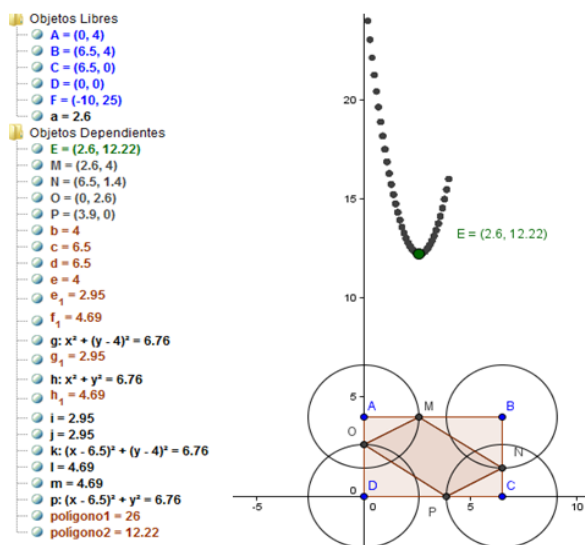 Objetos Libres
A = (0, 4)
B = (6.5, 4)
C = (6.5, 0)
D = (0, 0)
F = (-10, 25)
a = 2.6
Objetos Dependientes
E = (2.6, 12.22)
M = (2.6, 4)
N = (6.5, 1.4)
O = (0, 2.6)
P = (3.9, 0)
b = 4
c = 6.5
d = 6.5
e = 4
e₁ = 2.95
f₁ = 4.69
g: x² + (y - 4)² = 6.76
g₁ = 2.95
h: x² + y² = 6.76
h₁ = 4.69
i = 2.95
j = 2.95
k: (x - 6.5)² + (y - 4)² = 6.76
l = 4.69
m = 4.69
p: (x - 6.5)² + y² = 6.76
poligono1 = 26
poligono2 = 12.22
20
15
E = (2.6, 12.22)
10
5
A M B
O
N
D P C
0
-5 0 5 10